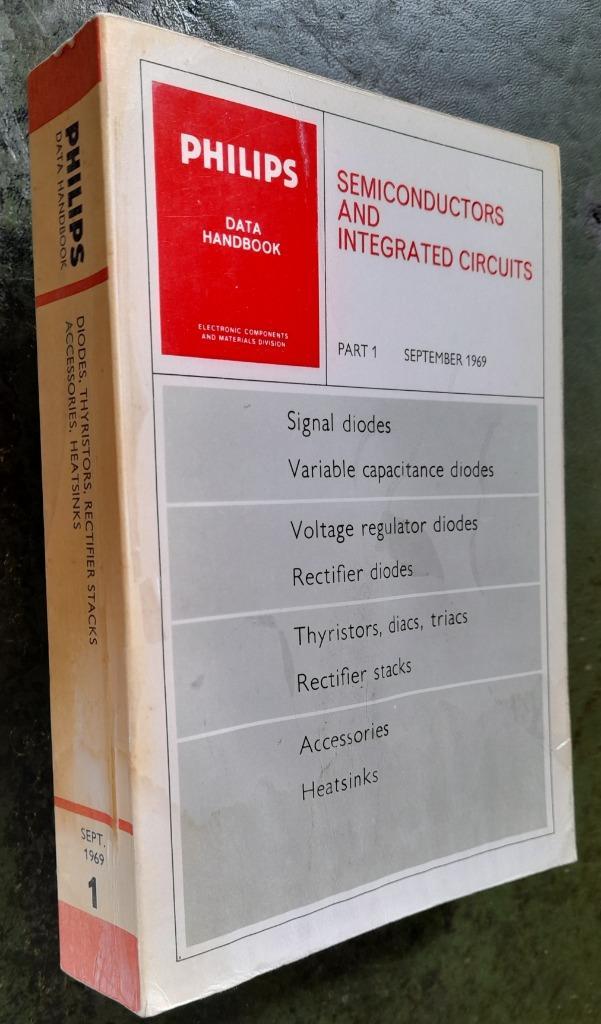 PHILIPS
DATA HANDBOOK
DIODES, THYRISTORS, RECTIFIER STACKS
ACCESSORIES, HEATSINKS
SEPT.
1969
1
PHILIPS
DATA
HANDBOOK
ELECTRONIC COMPONENTS
AND MATERIALS DIVISION
SEMICONDUCTORS
AND
INTEGRATED CIRCUITS
PART 1 SEPTEMBER 1969
Signal diodes
Variable capacitance diodes
Voltage regulator diodes
Rectifier diodes
Thyristors, diacs, triacs
Rectifier stacks
Accessories
Heatsinks